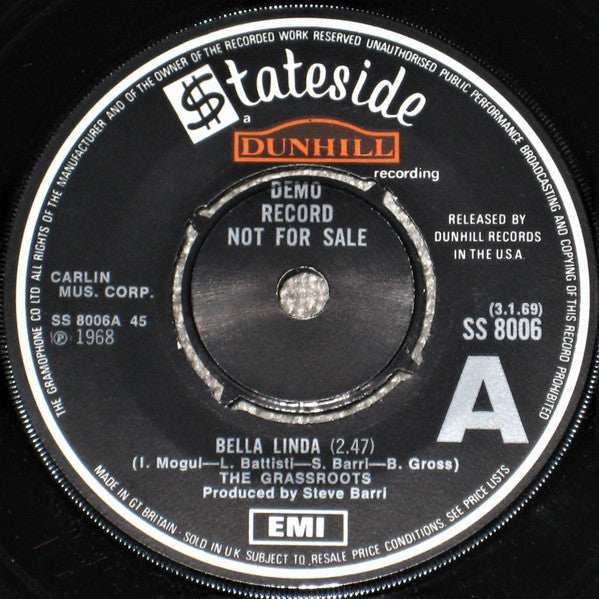 THE GRAMOPHONE CO LTD ALL RIGHTS OF THE MANUFACTURER AND OF THE OWNER OF THE RECORDED WORK RESERVED UNAUTHORISED PUBLIC PERFORMANCE BROADCASTING AND COPYING OF THIS RECORD PROHIBITED
$tateside
a
DUNHILL
recording
DEMO
RECORD
NOT FOR SALE
RELEASED BY
DUNHILL RECORDS
IN THE U.S.A
CARLIN
MUS. CORP.
SS 8006A 45
Ⓟ 1968
(3.1.69)
SS 8006
A
BELLA LINDA (2.47)
(I. Mogul—L. Battisti—S. Barri—B. Gross)
THE GRASSROOTS
Produced by Steve Barri
EMI
MADE IN GT BRITAIN · SOLD IN U.K SUBJECT TO RESALE PRICE CONDITIONS, SEE PRICE LISTS